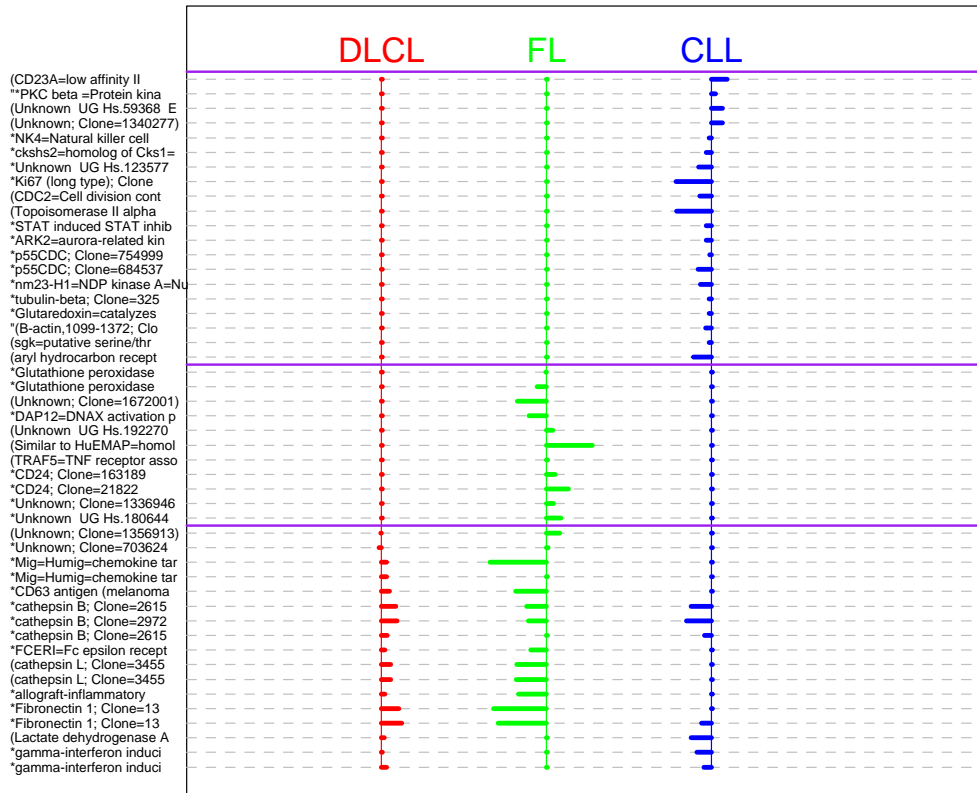 DLCL FL CLL
(CD23A=low affinity II
"*PKC beta =Protein kina
(Unknown  UG Hs.59368  E
(Unknown; Clone=1340277)
*NK4=Natural killer cell
*ckshs2=homolog of Cks1=
*Unknown  UG Hs.123577
*Ki67 (long type); Clone
(CDC2=Cell division cont
(Topoisomerase II alpha
*STAT induced STAT inhib
*ARK2=aurora-related kin
*p55CDC; Clone=754999
*p55CDC; Clone=684537
*nm23-H1=NDP kinase A=Nu
*tubulin-beta; Clone=325
*Glutaredoxin=catalyzes
"(B-actin,1099-1372; Clo
(sgk=putative serine/thr
(aryl hydrocarbon recept
*Glutathione peroxidase
*Glutathione peroxidase
(Unknown; Clone=1672001)
*DAP12=DNAX activation p
(Unknown  UG Hs.192270
(Similar to HuEMAP=homol
(TRAF5=TNF receptor asso
*CD24; Clone=163189
*CD24; Clone=21822
*Unknown; Clone=1336946
*Unknown  UG Hs.180644
(Unknown; Clone=1356913)
*Unknown; Clone=703624
*Mig=Humig=chemokine tar
*Mig=Humig=chemokine tar
*CD63 antigen (melanoma
*cathepsin B; Clone=2615
*cathepsin B; Clone=2972
*cathepsin B; Clone=2615
*FCERI=Fc epsilon recept
(cathepsin L; Clone=3455
(cathepsin L; Clone=3455
*allograft-inflammatory
*Fibronectin 1; Clone=13
*Fibronectin 1; Clone=13
(Lactate dehydrogenase A
*gamma-interferon induci
*gamma-interferon induci